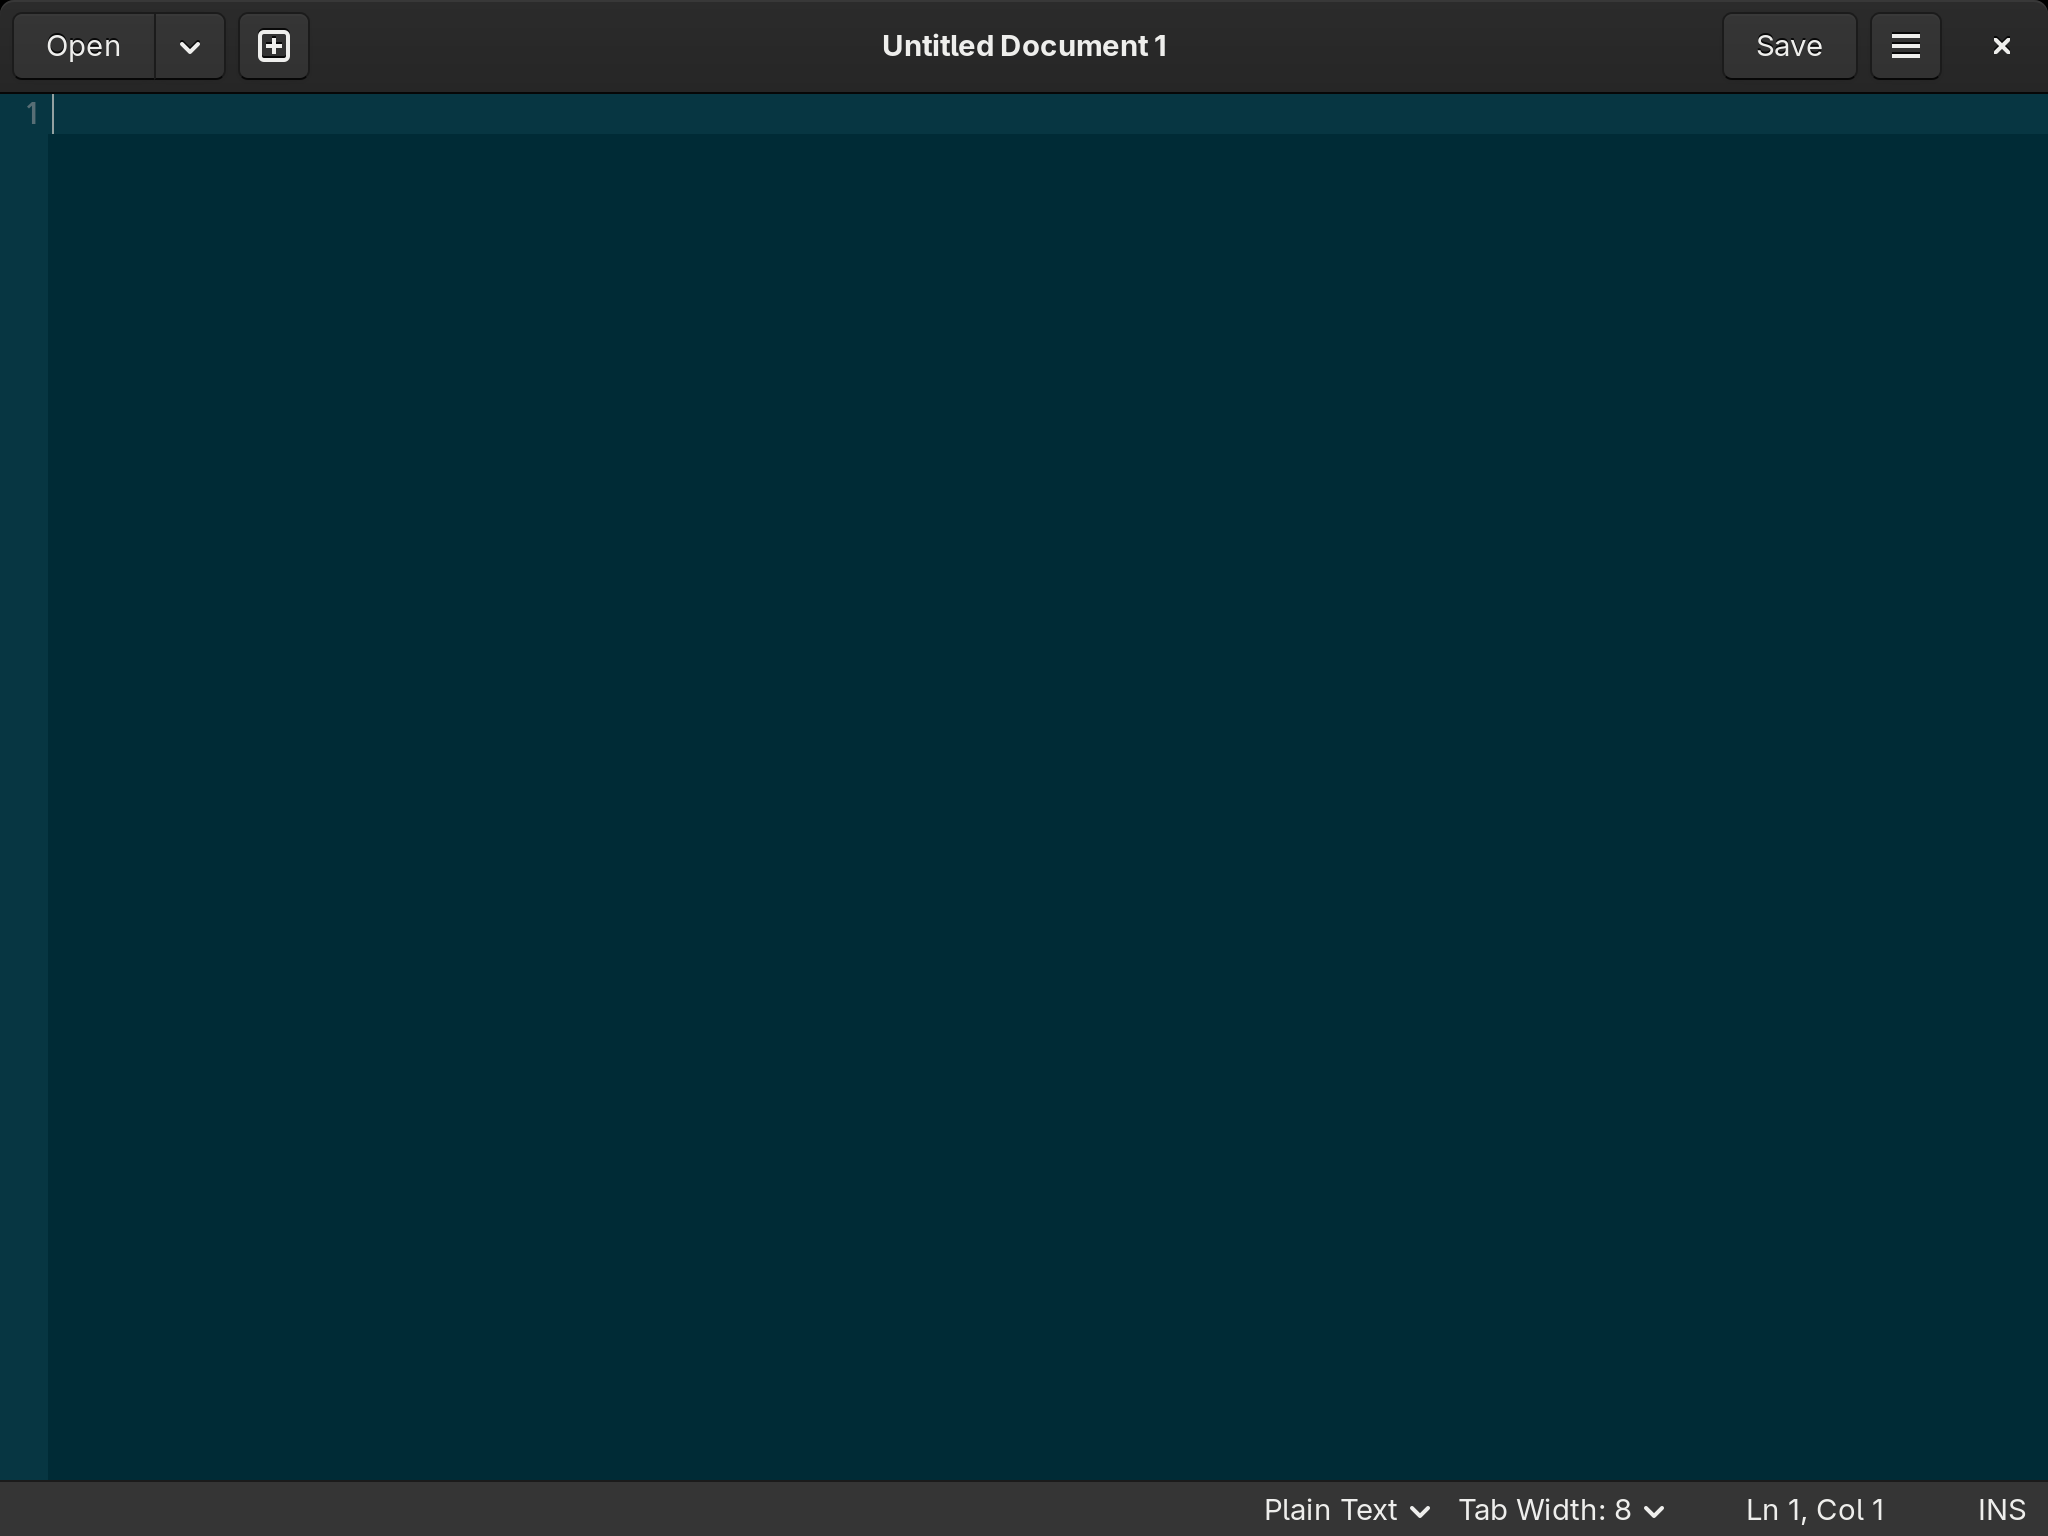 Open
Untitled Document 1
Save
1
Plain Text
Tab Width: 8
Ln 1, Col 1
INS